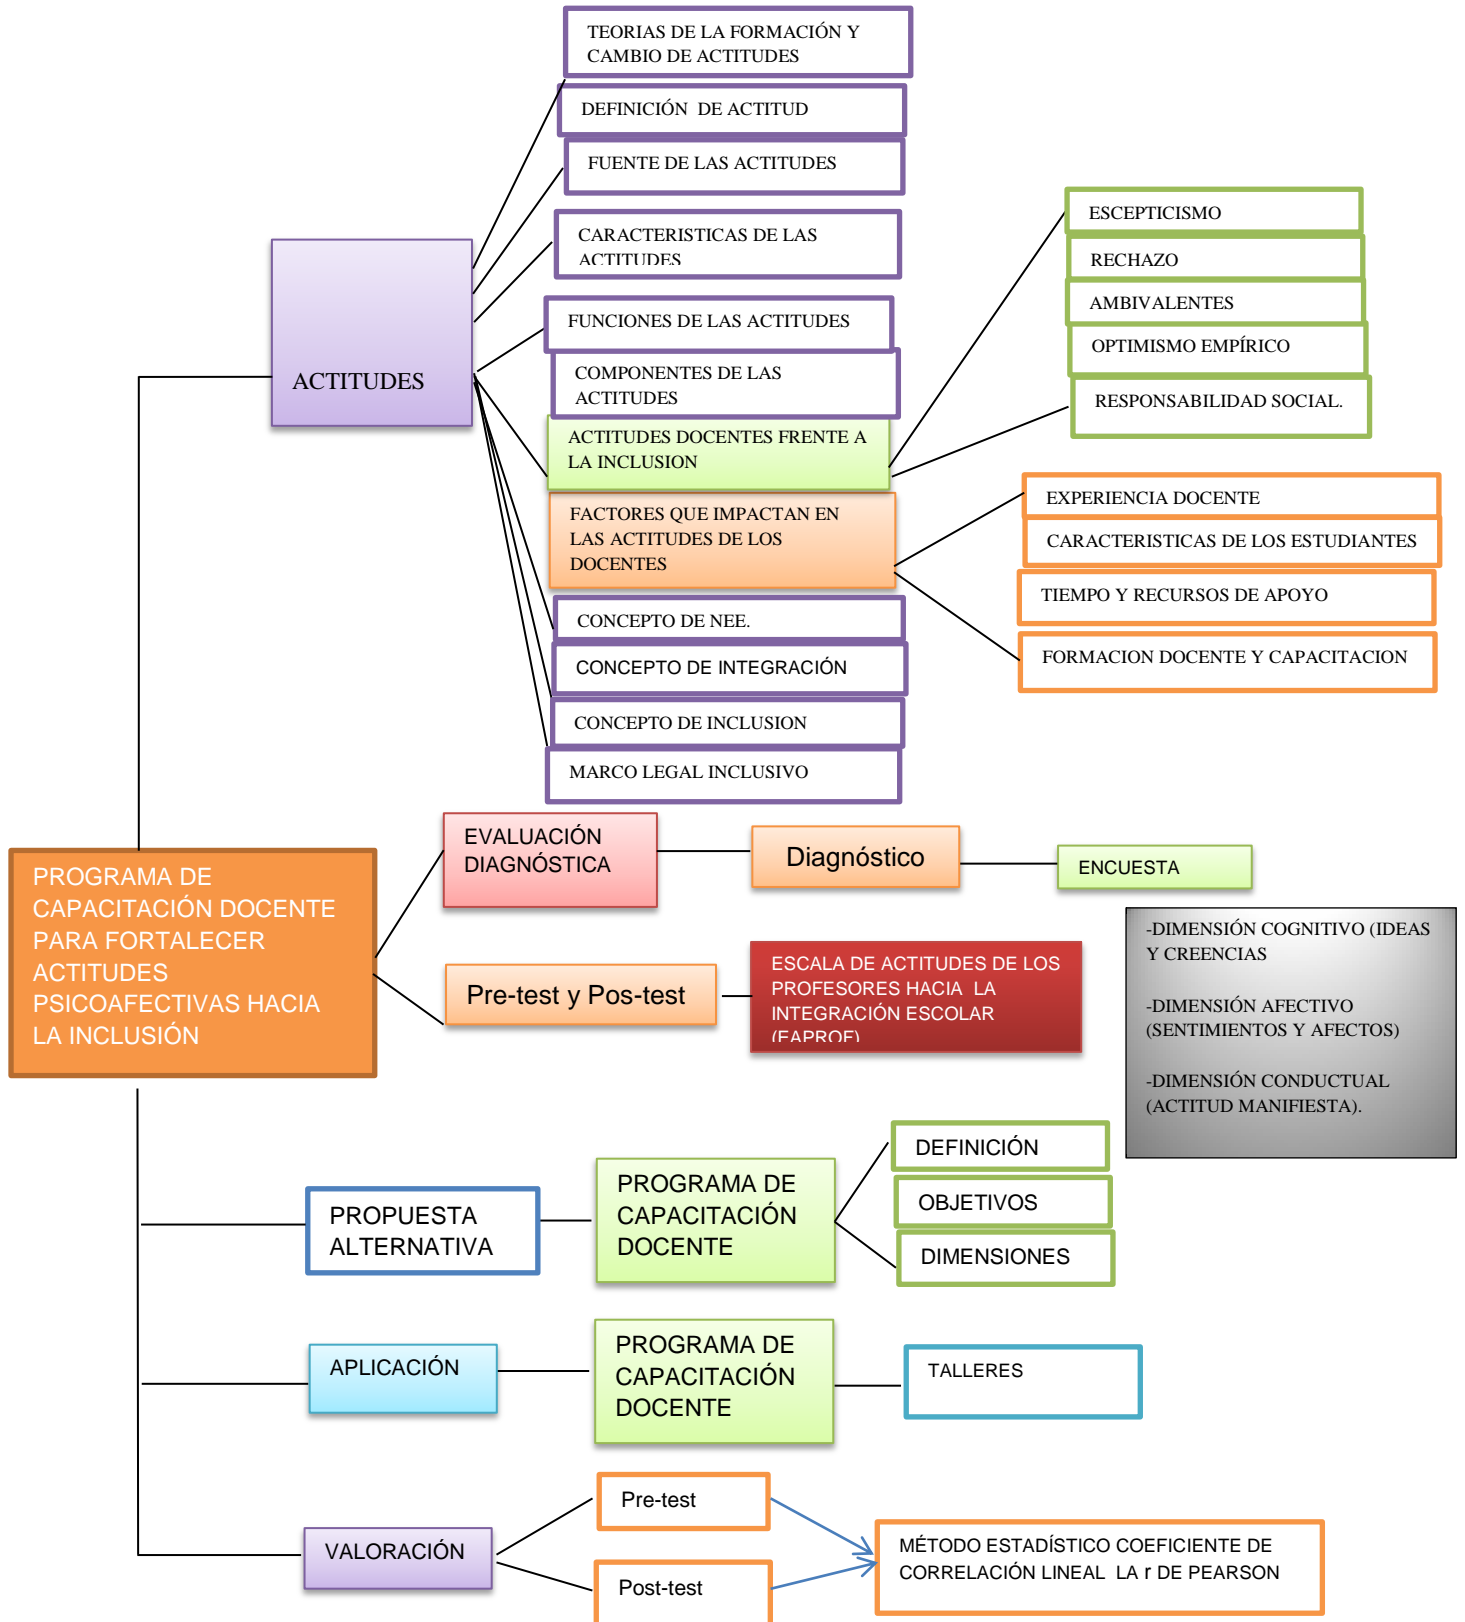 TEORIAS DE LA FORMACIÓN Y
CAMBIO DE ACTITUDES
DEFINICIÓN DE ACTITUD
FUENTE DE LAS ACTITUDES
CARACTERISTICAS DE LAS
ACTITUDES
FUNCIONES DE LAS ACTITUDES
COMPONENTES DE LAS
ACTITUDES
ACTITUDES DOCENTES FRENTE A
LA INCLUSION
FACTORES QUE IMPACTAN EN
LAS ACTITUDES DE LOS
DOCENTES
CONCEPTO DE NEE.
CONCEPTO DE INTEGRACIÓN
CONCEPTO DE INCLUSION
MARCO LEGAL INCLUSIVO
ACTITUDES
ESCEPTICISMO
RECHAZO
AMBIVALENTES
OPTIMISMO EMPÍRICO
RESPONSABILIDAD SOCIAL.
EXPERIENCIA DOCENTE
CARACTERISTICAS DE LOS ESTUDIANTES
TIEMPO Y RECURSOS DE APOYO
FORMACION DOCENTE Y CAPACITACION
PROGRAMA DE
CAPACITACIÓN DOCENTE
PARA FORTALECER
ACTITUDES
PSICOAFECTIVAS HACIA
LA INCLUSIÓN
EVALUACIÓN
DIAGNÓSTICA
Diagnóstico
ENCUESTA
Pre-test y Pos-test
ESCALA DE ACTITUDES DE LOS
PROFESORES HACIA LA
INTEGRACIÓN ESCOLAR
(EAPROF)
-DIMENSIÓN COGNITIVO (IDEAS
Y CREENCIAS
-DIMENSIÓN AFECTIVO
(SENTIMIENTOS Y AFECTOS)
-DIMENSIÓN CONDUCTUAL
(ACTITUD MANIFIESTA).
PROPUESTA
ALTERNATIVA
PROGRAMA DE
CAPACITACIÓN
DOCENTE
DEFINICIÓN
OBJETIVOS
DIMENSIONES
APLICACIÓN
PROGRAMA DE
CAPACITACIÓN
DOCENTE
TALLERES
VALORACIÓN
Pre-test
Post-test
MÉTODO ESTADÍSTICO COEFICIENTE DE
CORRELACIÓN LINEAL LA r DE PEARSON